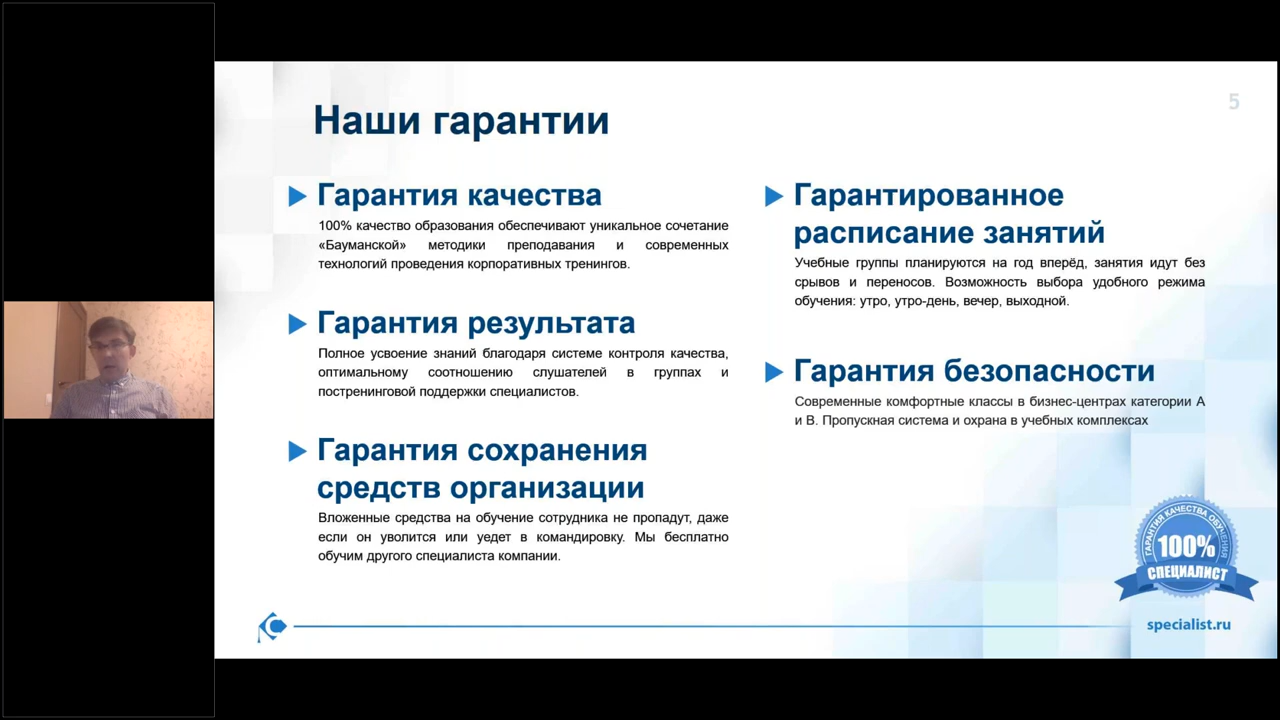 5
Наши гарантии
Гарантия качества
100% качество образования обеспечивают уникальное сочетание
«Бауманской» методики преподавания и современных
технологий проведения корпоративных тренингов.
Гарантия результата
Полное усвоение знаний благодаря системе контроля качества,
оптимальному соотношению слушателей в группах и
постренинговой поддержки специалистов.
Гарантия сохранения
средств организации
Вложенные средства на обучение сотрудника не пропадут, даже
если он уволится или уедет в командировку. Мы бесплатно
обучим другого специалиста компании.
Гарантированное
расписание занятий
Учебные группы планируются на год вперёд, занятия идут без
срывов и переносов. Возможность выбора удобного режима
обучения: утро, утро-день, вечер, выходной.
Гарантия безопасности
Современные комфортные классы в бизнес-центрах категории А
и В. Пропускная система и охрана в учебных комплексах
ГАРАНТИЯ КАЧЕСТВА ОБУЧЕНИЯ
100%
СПЕЦИАЛИСТ
specialist.ru